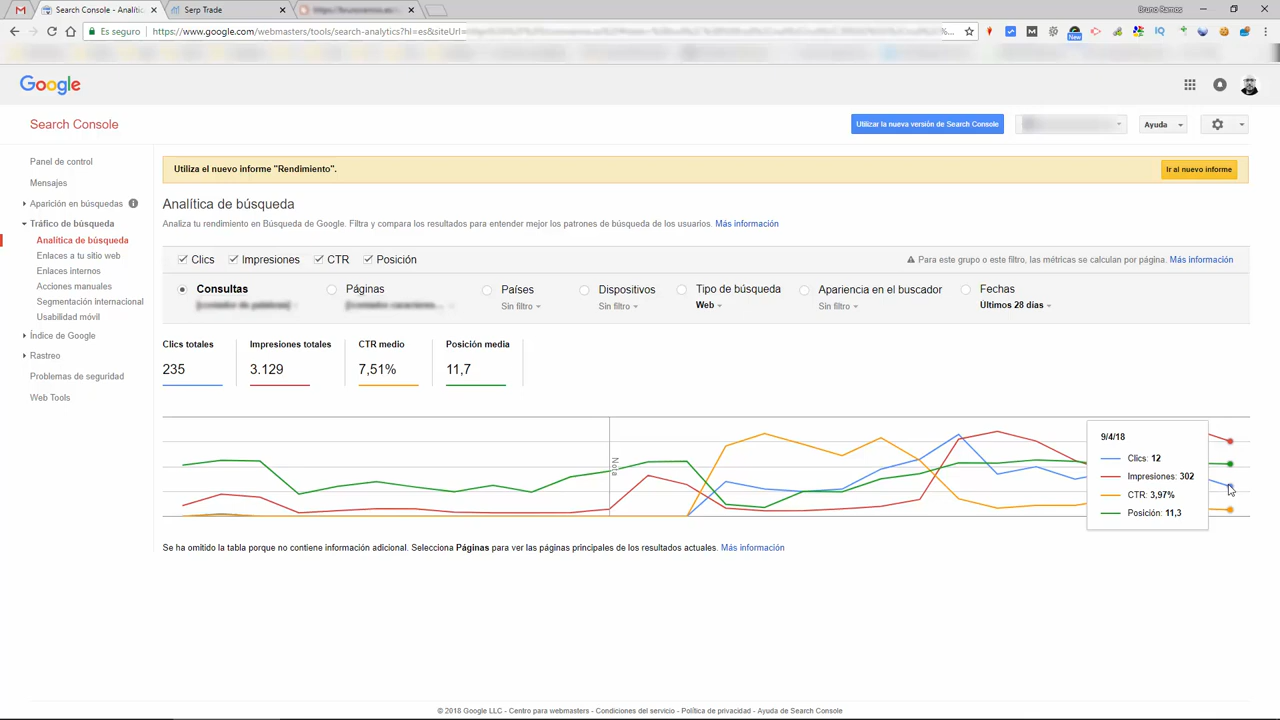 Search Console - Analític
Serp Trade
Bruno Ramos
Es seguro
https://www.google.com/webmasters/tools/search-analytics?hl=es&siteUrl=
New
Google
Search Console
Utilizar la nueva versión de Search Console
Ayuda
Panel de control
Mensajes
Aparición en búsquedas
Tráfico de búsqueda
Analítica de búsqueda
Enlaces a tu sitio web
Enlaces internos
Acciones manuales
Segmentación internacional
Usabilidad móvil
Índice de Google
Rastreo
Problemas de seguridad
Web Tools
Utiliza el nuevo informe "Rendimiento".
Ir al nuevo informe
Analítica de búsqueda
Analiza tu rendimiento en Búsqueda de Google. Filtra y compara los resultados para entender mejor los patrones de búsqueda de los usuarios. Más información
Clics Impresiones CTR Posición
Para este grupo o este filtro, las métricas se calculan por página. Más información
Consultas Páginas Países Dispositivos Tipo de búsqueda Apariencia en el buscador Fechas
Sin filtro Sin filtro Web Sin filtro Últimos 28 días
Clics totales Impresiones totales CTR medio Posición media
235 3.129 7,51% 11,7
Nota
9/4/18
Clics: 12
Impresiones: 302
CTR: 3,97%
Posición: 11,3
Se ha omitido la tabla porque no contiene información adicional. Selecciona Páginas para ver las páginas principales de los resultados actuales. Más información
© 2018 Google LLC - Centro para webmasters - Condiciones del servicio - Política de privacidad - Ayuda de Search Console